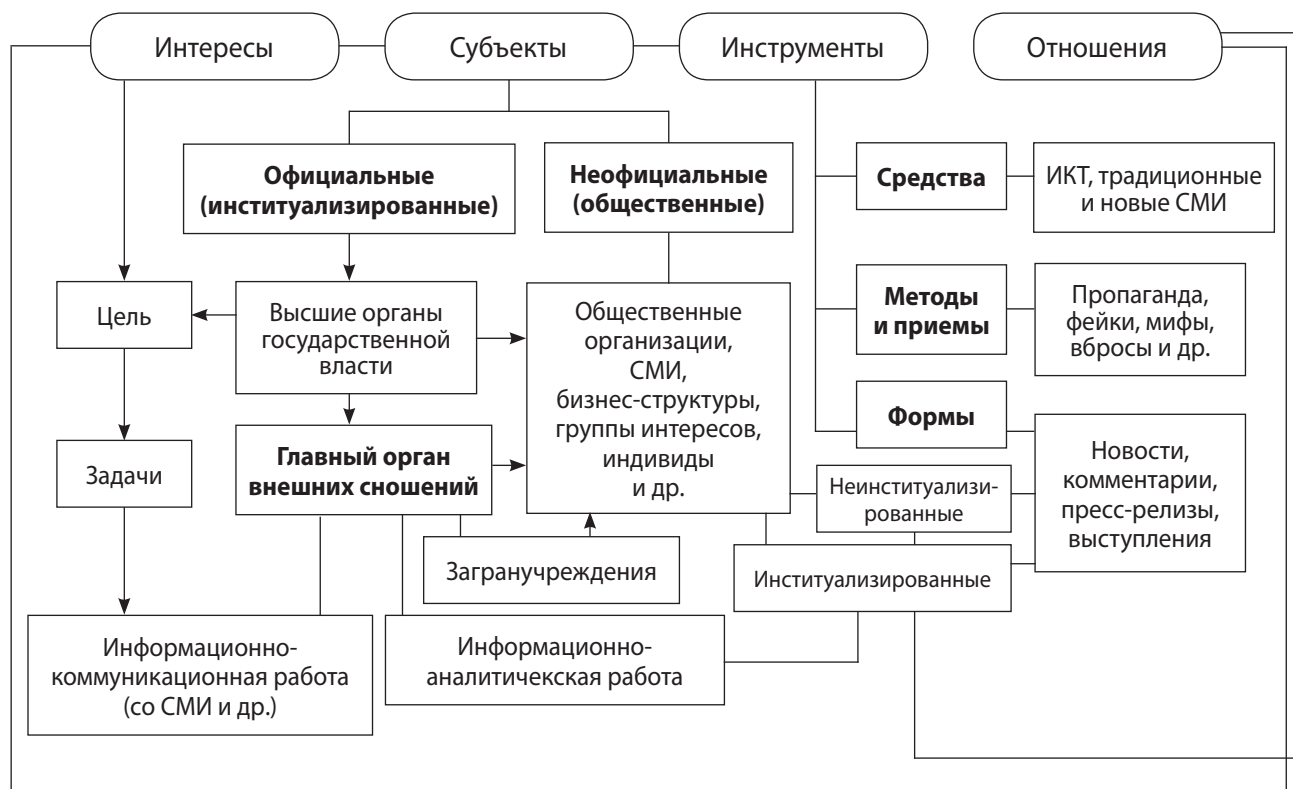 Интересы
Субъекты
Инструменты
Отношения
Официальные
(институализированные)
Неофициальные
(общественные)
Средства
ИКТ, традиционные
и новые СМИ
Цель
Высшие органы
государственной
власти
Общественные
организации,
СМИ,
бизнес-структуры,
группы интересов,
индивиды
и др.
Методы
и приемы
Пропаганда,
фейки, мифы,
вбросы и др.
Формы
Задачи
Главный орган
внешних сношений
Новости,
комментарии,
пресс-релизы,
выступления
Неинституализи-
рованные
Загранучреждения
Институализированные
Информационно-
коммуникационная работа
(со СМИ и др.)
Информационно-
аналитичекская работа